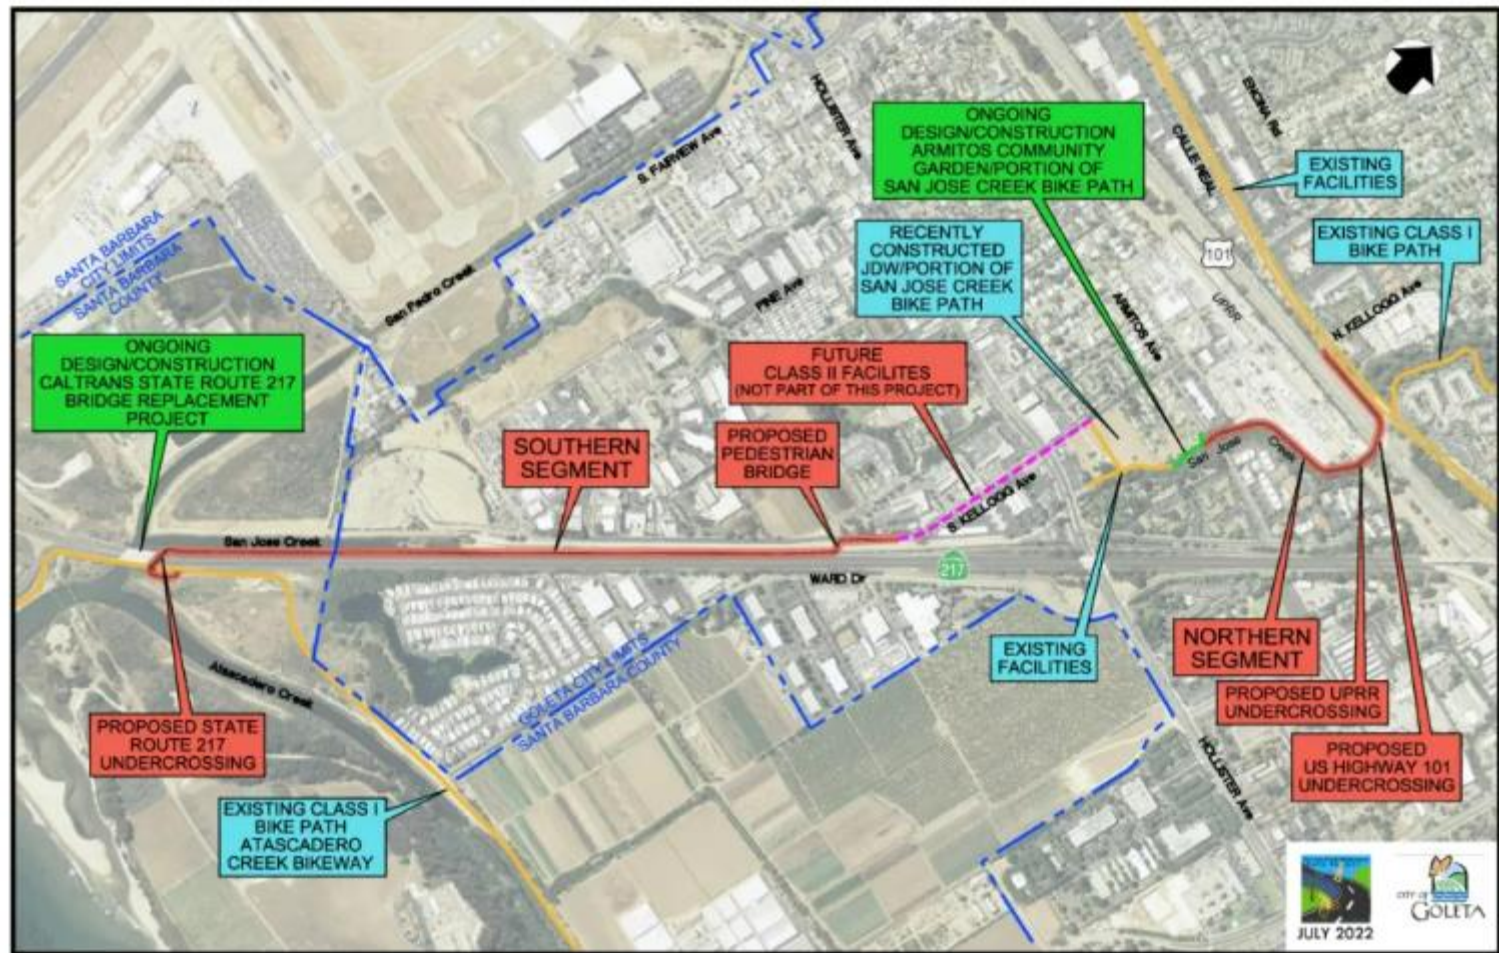 HOLLISTER Ave
ENCINA Rd
ONGOING
DESIGN/CONSTRUCTION
ARMITOS COMMUNITY
GARDEN/PORTION OF
SAN JOSE CREEK BIKE PATH
CALLE REAL
EXISTING
FACILITIES
S. FAIRVIEW Ave
SANTA BARBARA
CITY LIMITS
SANTA BARBARA
COUNTY
RECENTLY
CONSTRUCTED
JDW/PORTION OF
SAN JOSE CREEK
BIKE PATH
101
EXISTING CLASS I
BIKE PATH
San Pedro Creek
PINE Ave
ARMITOS Ave
UPRR
N. KELLOGG Ave
ONGOING
DESIGN/CONSTRUCTION
CALTRANS STATE ROUTE 217
BRIDGE REPLACEMENT
PROJECT
FUTURE
CLASS II FACILITES
(NOT PART OF THIS PROJECT)
SOUTHERN
SEGMENT
PROPOSED
PEDESTRIAN
BRIDGE
San Jose Creek
S. KELLOGG Ave
San Jose Creek
217
WARD Dr
Atascadero Creek
GOLETA CITY LIMITS
SANTA BARBARA COUNTY
EXISTING
FACILITIES
NORTHERN
SEGMENT
PROPOSED UPRR
UNDERCROSSING
PROPOSED STATE
ROUTE 217
UNDERCROSSING
PROPOSED
US HIGHWAY 101
UNDERCROSSING
HOLLISTER Ave
EXISTING CLASS I
BIKE PATH
ATASCADERO
CREEK BIKEWAY
JULY 2022
CITY OF
GOLETA